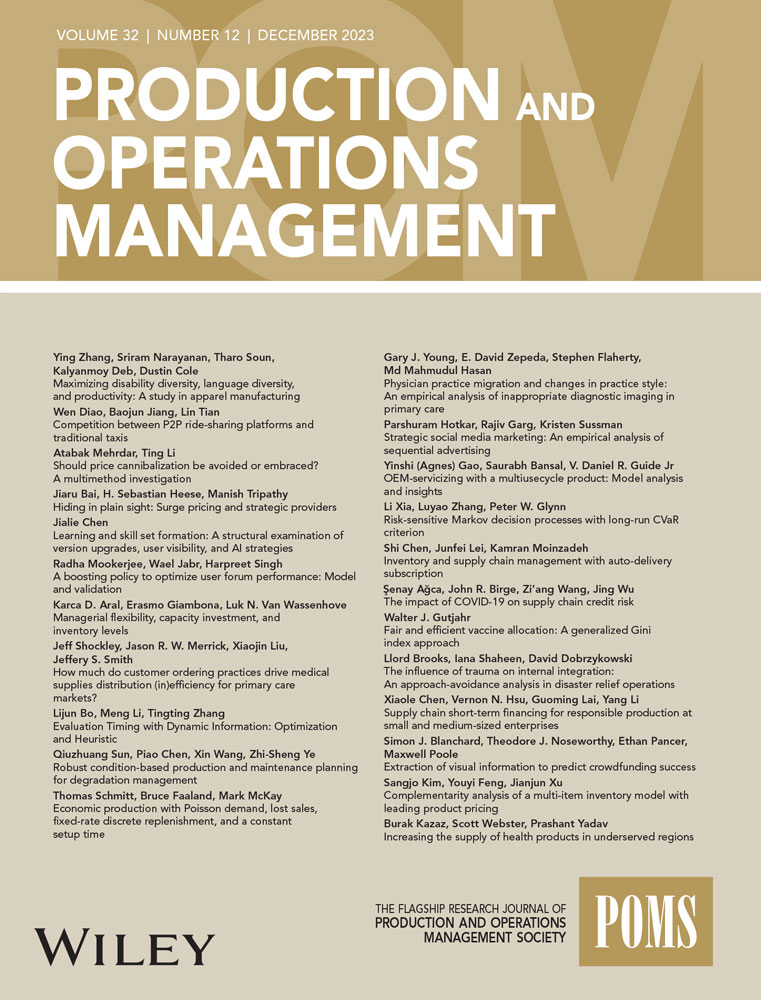 VOLUME 32 | NUMBER 12 | DECEMBER 2023
POM
PRODUCTION AND
OPERATIONS
MANAGEMENT
Ying Zhang, Sriram Narayanan, Tharo Soun,
Kalyanmoy Deb, Dustin Cole
Maximizing disability diversity, language diversity,
and productivity: A study in apparel manufacturing
Wen Diao, Baojun Jiang, Lin Tian
Competition between P2P ride-sharing platforms and
traditional taxis
Atabak Mehrdar, Ting Li
Should price cannibalization be avoided or embraced?
A multimethod investigation
Jiaru Bai, H. Sebastian Heese, Manish Tripathy
Hiding in plain sight: Surge pricing and strategic providers
Jialie Chen
Learning and skill set formation: A structural examination of
version upgrades, user visibility, and AI strategies
Radha Mookerjee, Wael Jabr, Harpreet Singh
A boosting policy to optimize user forum performance: Model
and validation
Karca D. Aral, Erasmo Giambona, Luk N. Van Wassenhove
Managerial flexibility, capacity investment, and
inventory levels
Jeff Shockley, Jason R. W. Merrick, Xiaojin Liu,
Jeffery S. Smith
How much do customer ordering practices drive medical
supplies distribution (in)efficiency for primary care
markets?
Lijun Bo, Meng Li, Tingting Zhang
Evaluation Timing with Dynamic Information: Optimization
and Heuristic
Qiuzhuang Sun, Piao Chen, Xin Wang, Zhi-Sheng Ye
Robust condition-based production and maintenance planning
for degradation management
Thomas Schmitt, Bruce Faaland, Mark McKay
Economic production with Poisson demand, lost sales,
fixed-rate discrete replenishment, and a constant
setup time
Gary J. Young, E. David Zepeda, Stephen Flaherty,
Md Mahmudul Hasan
Physician practice migration and changes in practice style:
An empirical analysis of inappropriate diagnostic imaging in
primary care
Parshuram Hotkar, Rajiv Garg, Kristen Sussman
Strategic social media marketing: An empirical analysis of
sequential advertising
Yinshi (Agnes) Gao, Saurabh Bansal, V. Daniel R. Guide Jr
OEM-servicizing with a multiusecycle product: Model analysis
and insights
Li Xia, Luyao Zhang, Peter W. Glynn
Risk-sensitive Markov decision processes with long-run CVaR
criterion
Shi Chen, Junfei Lei, Kamran Moinzadeh
Inventory and supply chain management with auto-delivery
subscription
Şenay Ağca, John R. Birge, Zi'ang Wang, Jing Wu
The impact of COVID-19 on supply chain credit risk
Walter J. Gutjahr
Fair and efficient vaccine allocation: A generalized Gini
index approach
Llord Brooks, Iana Shaheen, David Dobrzykowski
The influence of trauma on internal integration:
An approach-avoidance analysis in disaster relief operations
Xiaole Chen, Vernon N. Hsu, Guoming Lai, Yang Li
Supply chain short-term financing for responsible production at
small and medium-sized enterprises
Simon J. Blanchard, Theodore J. Noseworthy, Ethan Pancer,
Maxwell Poole
Extraction of visual information to predict crowdfunding success
Sangjo Kim, Youyi Feng, Jianjun Xu
Complementarity analysis of a multi-item inventory model with
leading product pricing
Burak Kazaz, Scott Webster, Prashant Yadav
Increasing the supply of health products in underserved regions
WILEY
THE FLAGSHIP RESEARCH JOURNAL OF
PRODUCTION AND OPERATIONS
MANAGEMENT SOCIETY
POMS